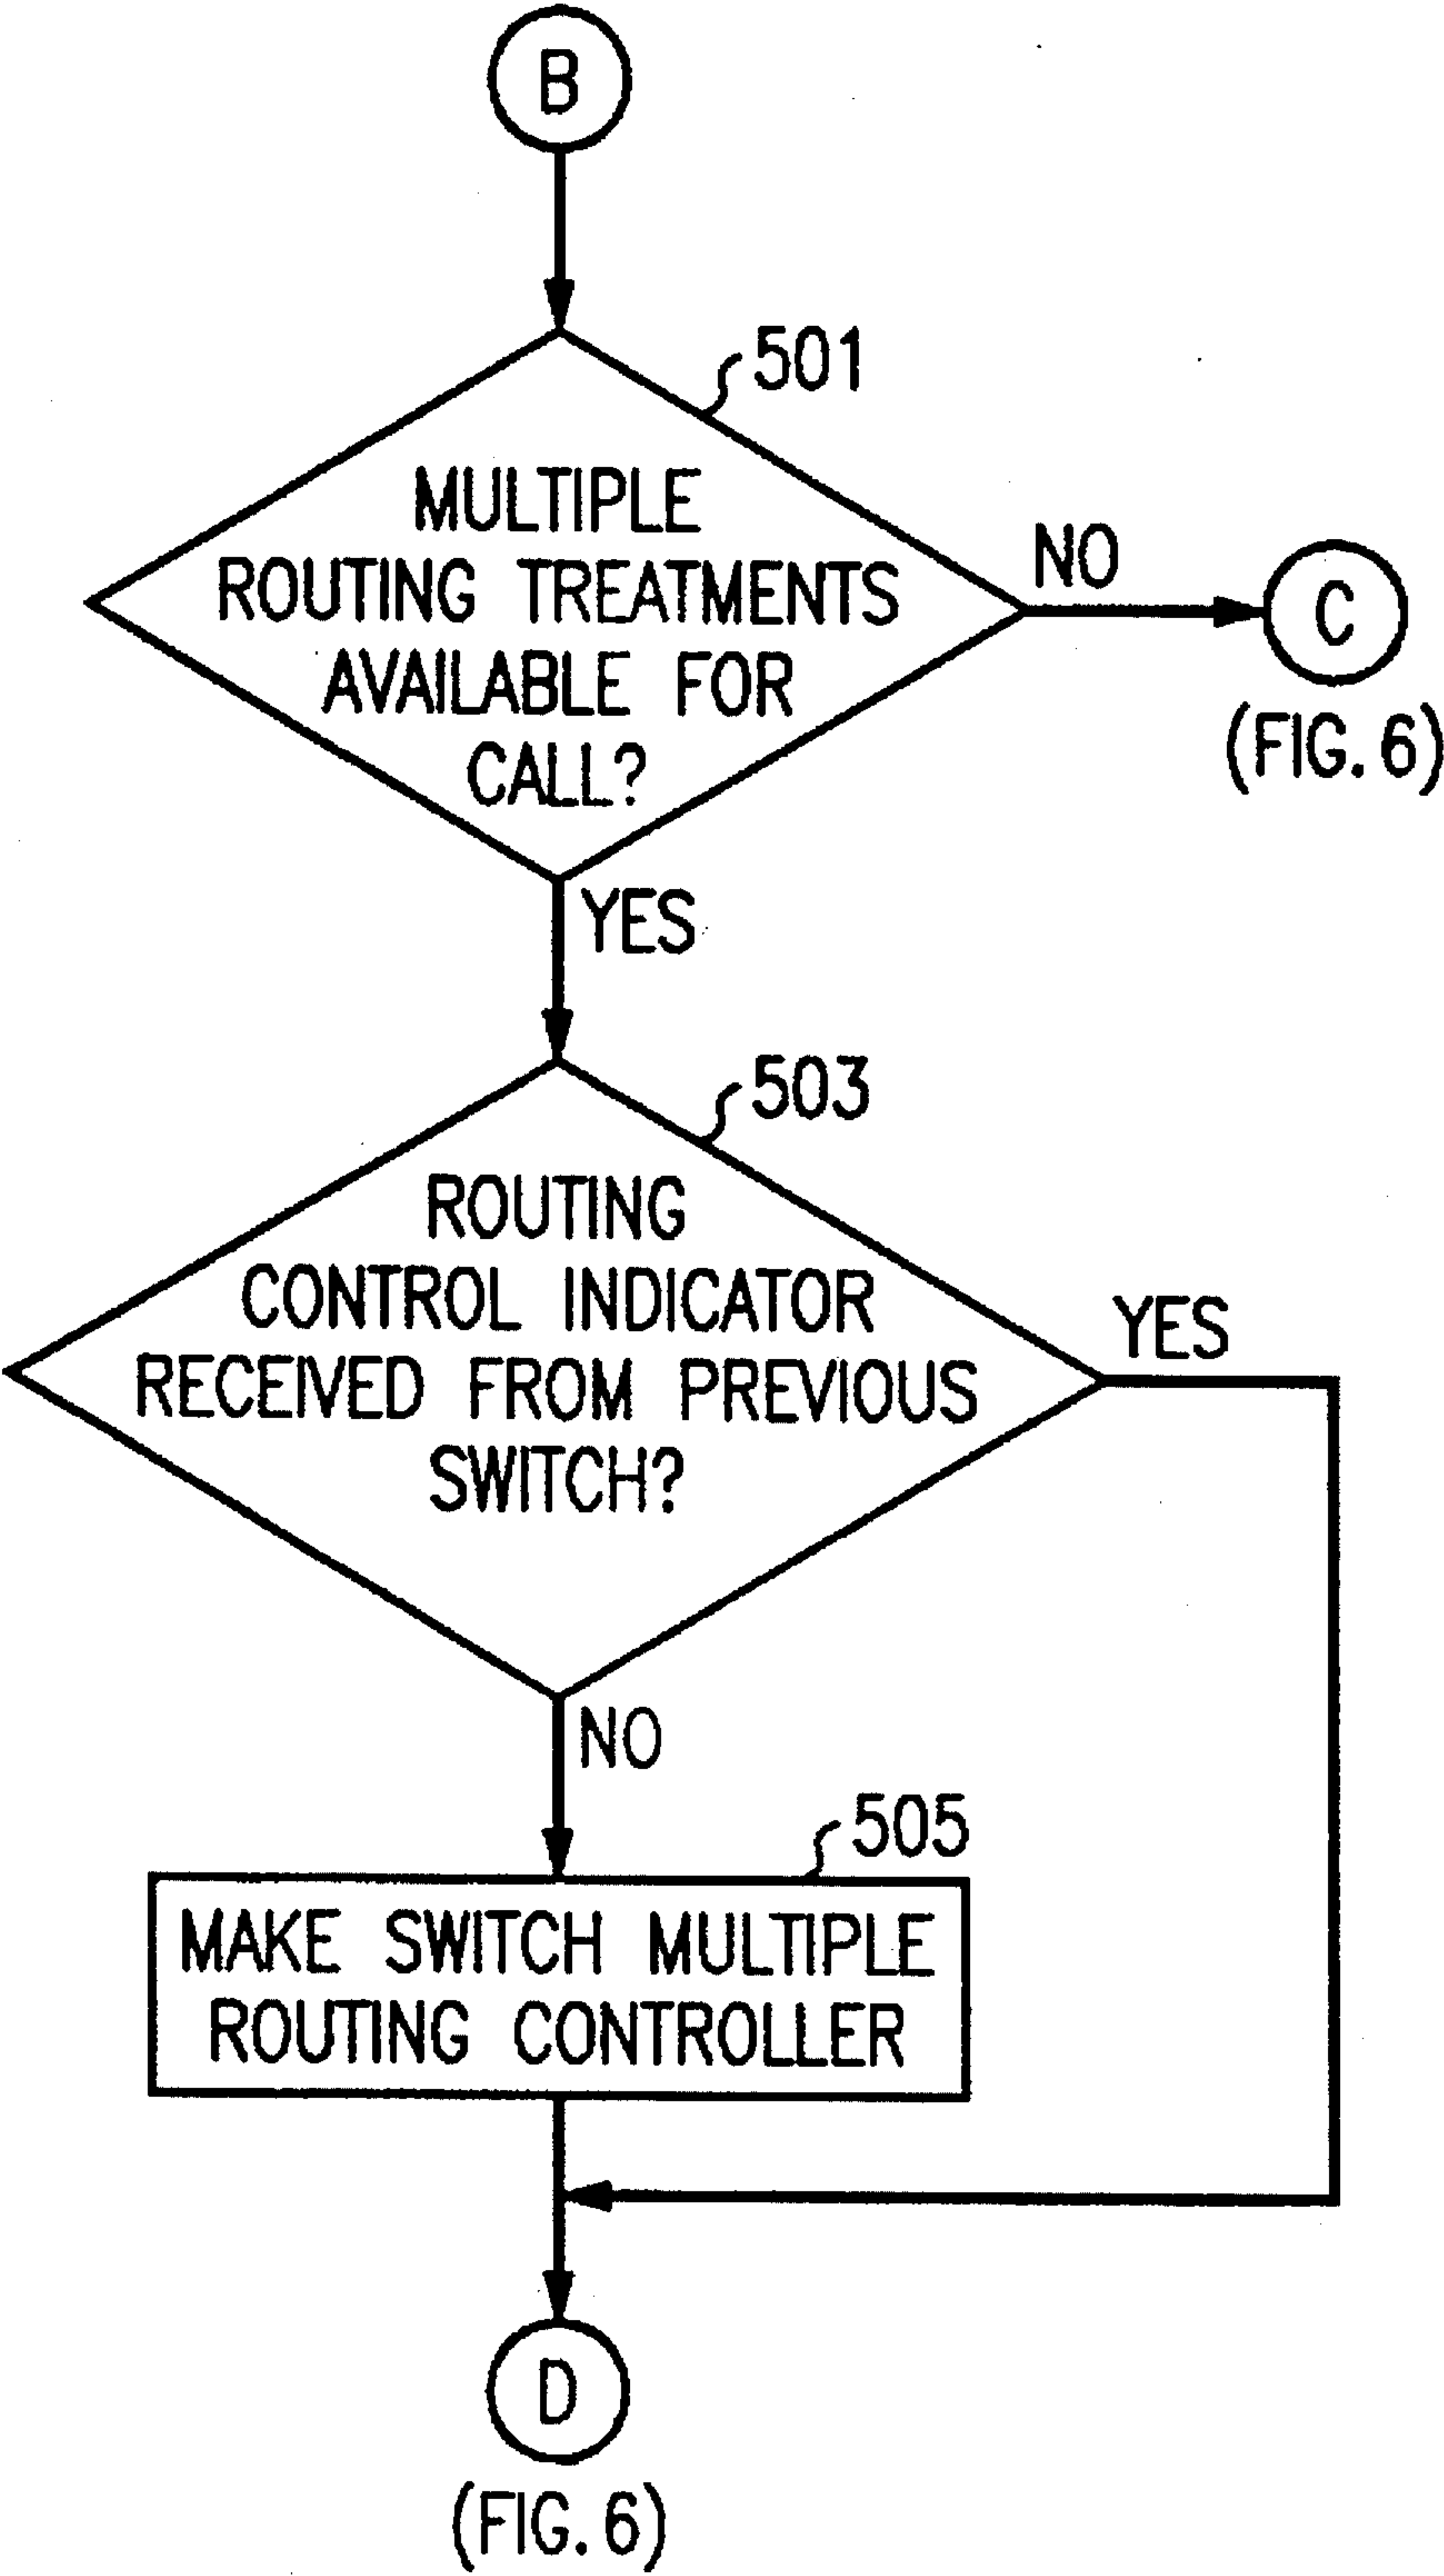 B
501
MULTIPLE
ROUTING TREATMENTS
AVAILABLE FOR
CALL?
NO
C
(FIG. 6)
YES
503
ROUTING
CONTROL INDICATOR
RECEIVED FROM PREVIOUS
SWITCH?
YES
NO
505
MAKE SWITCH MULTIPLE
ROUTING CONTROLLER
D
(FIG. 6)